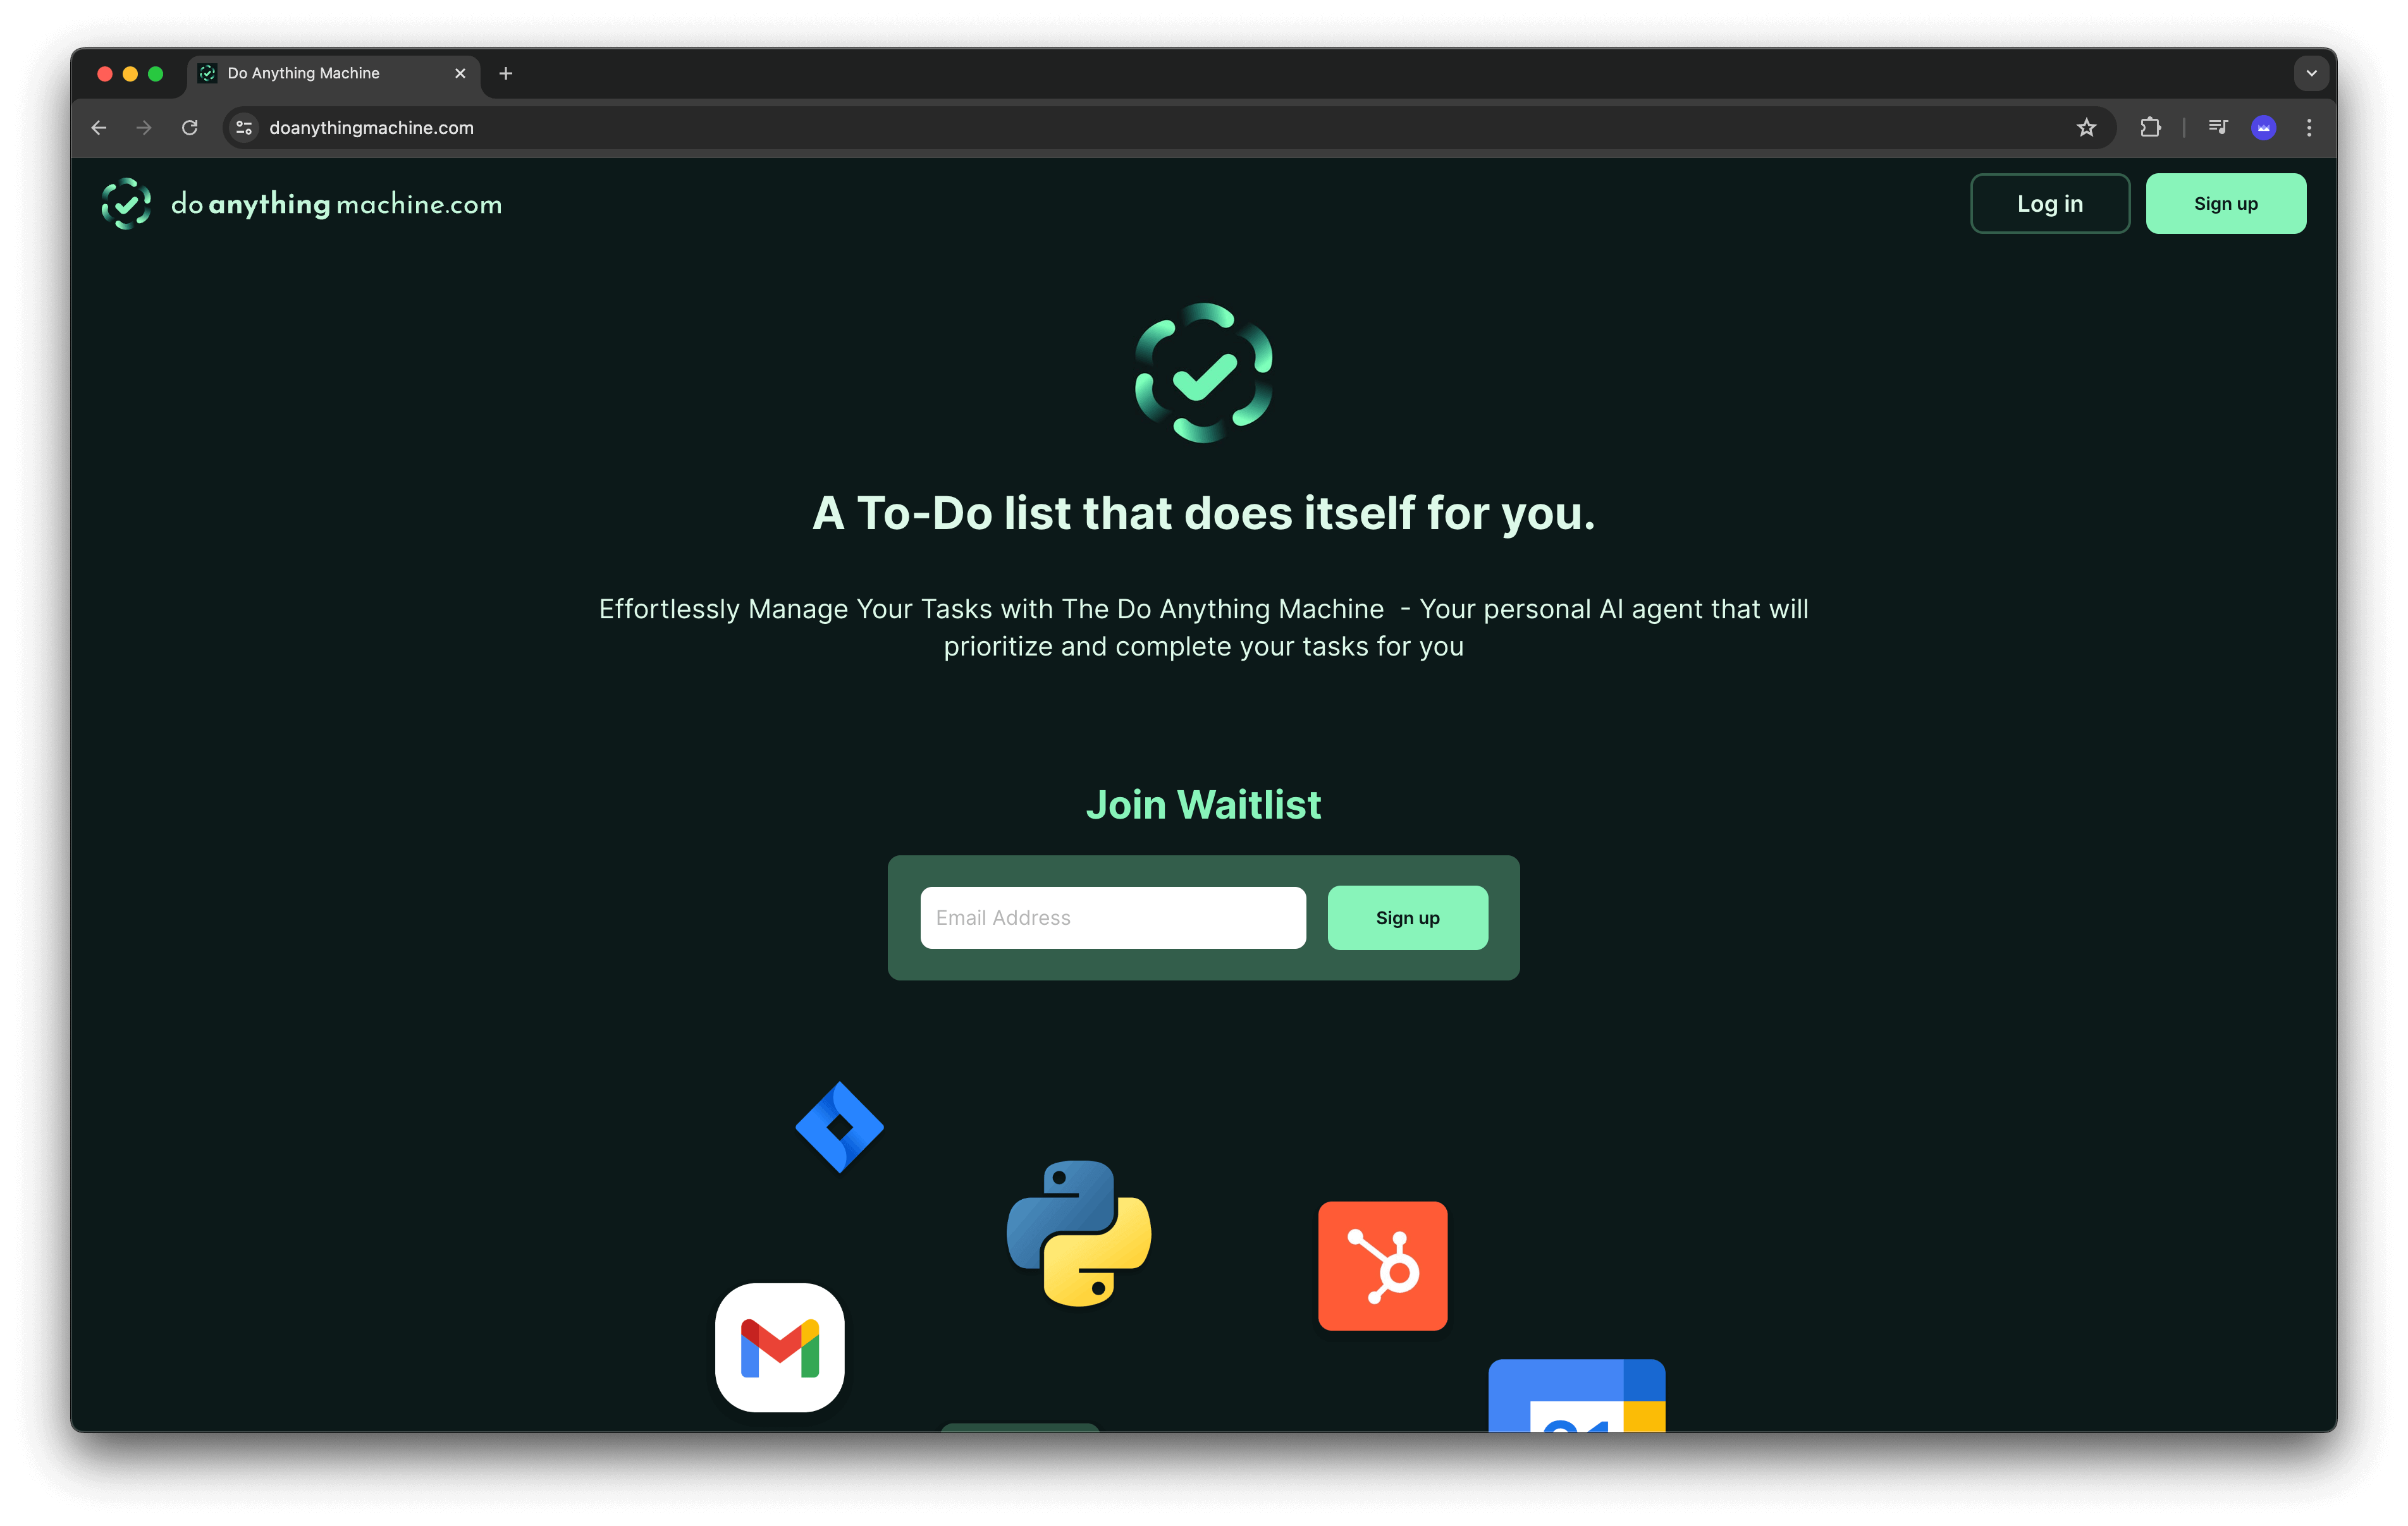 Do Anything Machine
doanythingmachine.com
do anything machine.com
Log in
Sign up
A To-Do list that does itself for you.
Effortlessly Manage Your Tasks with The Do Anything Machine - Your personal AI agent that will
prioritize and complete your tasks for you
Join Waitlist
Email Address
Sign up